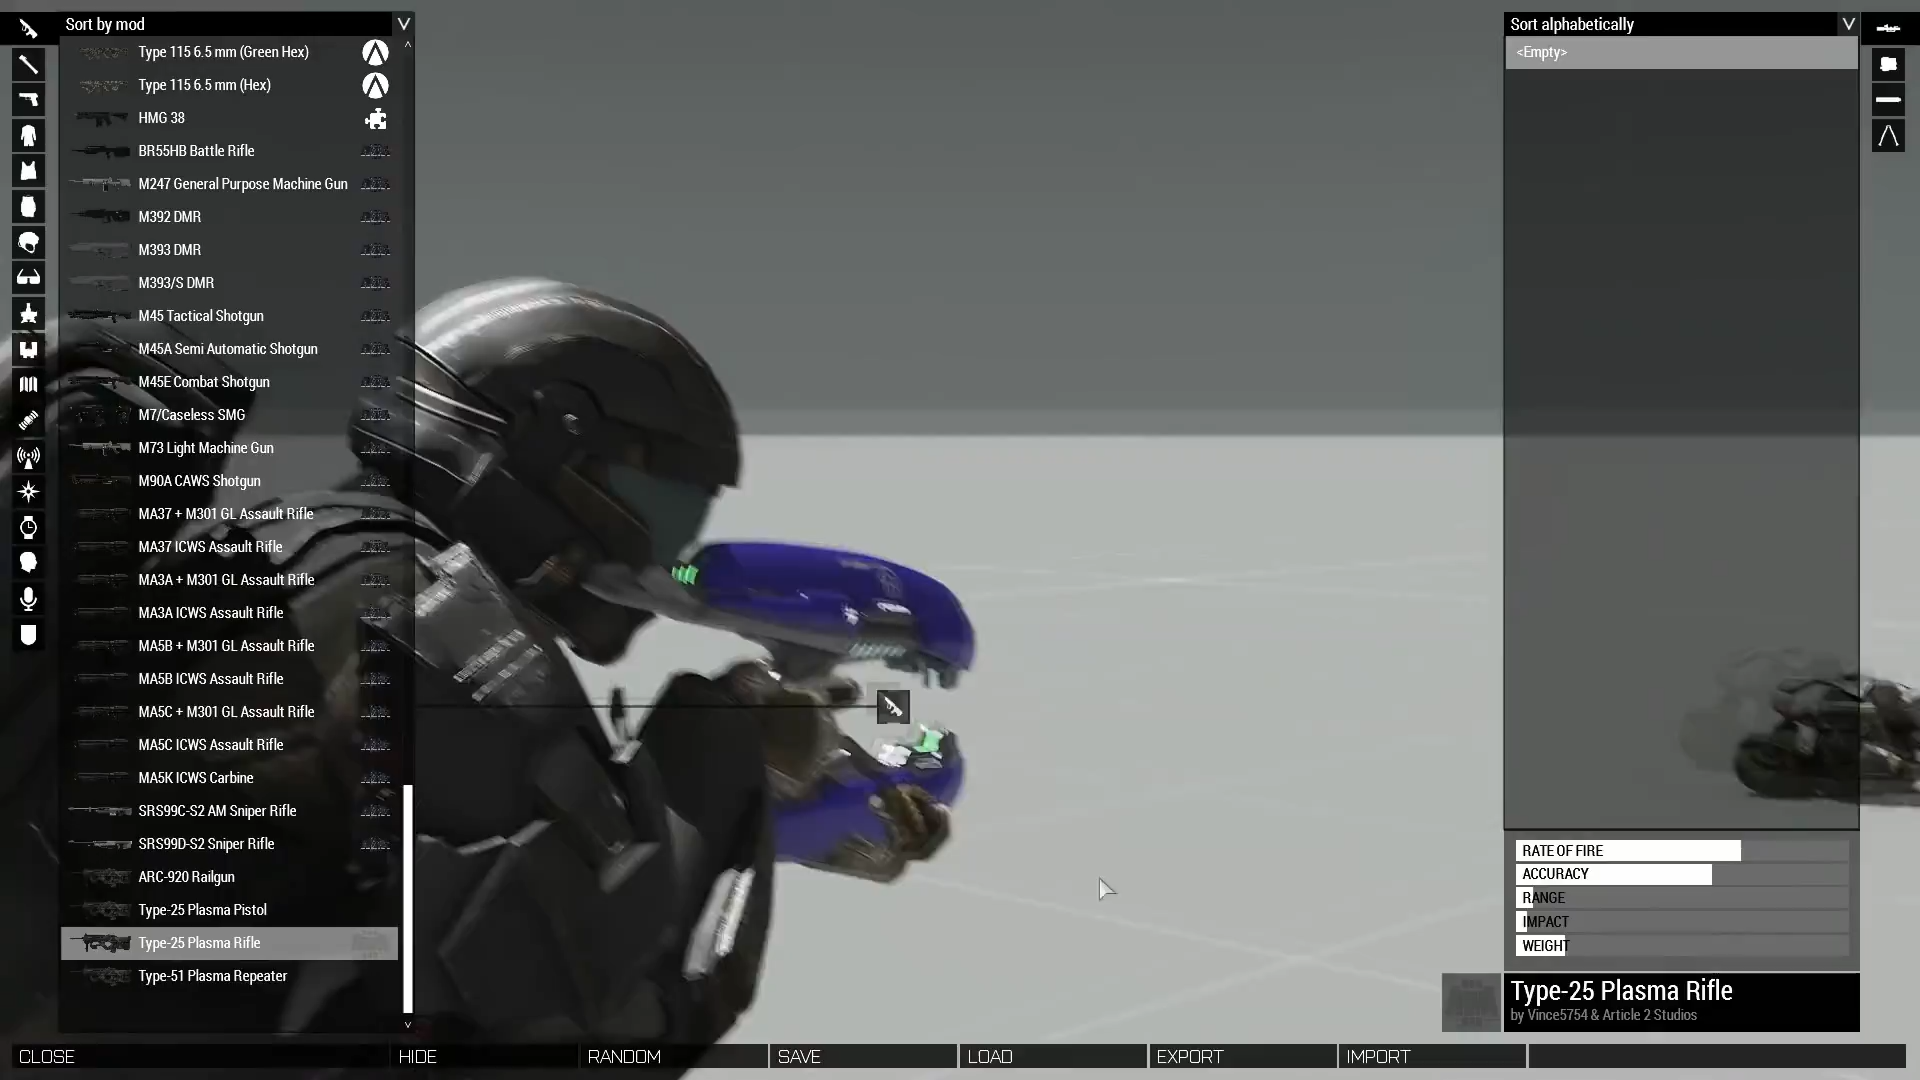 Sort by mod
Type 115 6.5 mm (Green Hex)
Type 115 6.5 mm (Hex)
HMG 38
BR55HB Battle Rifle
M247 General Purpose Machine Gun
M392 DMR
M393 DMR
M393/S DMR
M45 Tactical Shotgun
M45A Semi Automatic Shotgun
M45E Combat Shotgun
M7/Caseless SMG
M73 Light Machine Gun
M90A CAWS Shotgun
MA37 + M301 GL Assault Rifle
MA37 ICWS Assault Rifle
MA3A + M301 GL Assault Rifle
MA3A ICWS Assault Rifle
MA5B + M301 GL Assault Rifle
MA5B ICWS Assault Rifle
MA5C + M301 GL Assault Rifle
MA5C ICWS Assault Rifle
MA5K ICWS Carbine
SRS99C-S2 AM Sniper Rifle
SRS99D-S2 Sniper Rifle
ARC-920 Railgun
Type-25 Plasma Pistol
Type-25 Plasma Rifle
Type-51 Plasma Repeater
Sort alphabetically
<Empty>
RATE OF FIRE
ACCURACY
RANGE
IMPACT
WEIGHT
Type-25 Plasma Rifle
by Vince5754 & Article 2 Studios
CLOSE
HIDE
RANDOM
SAVE
LOAD
EXPORT
IMPORT